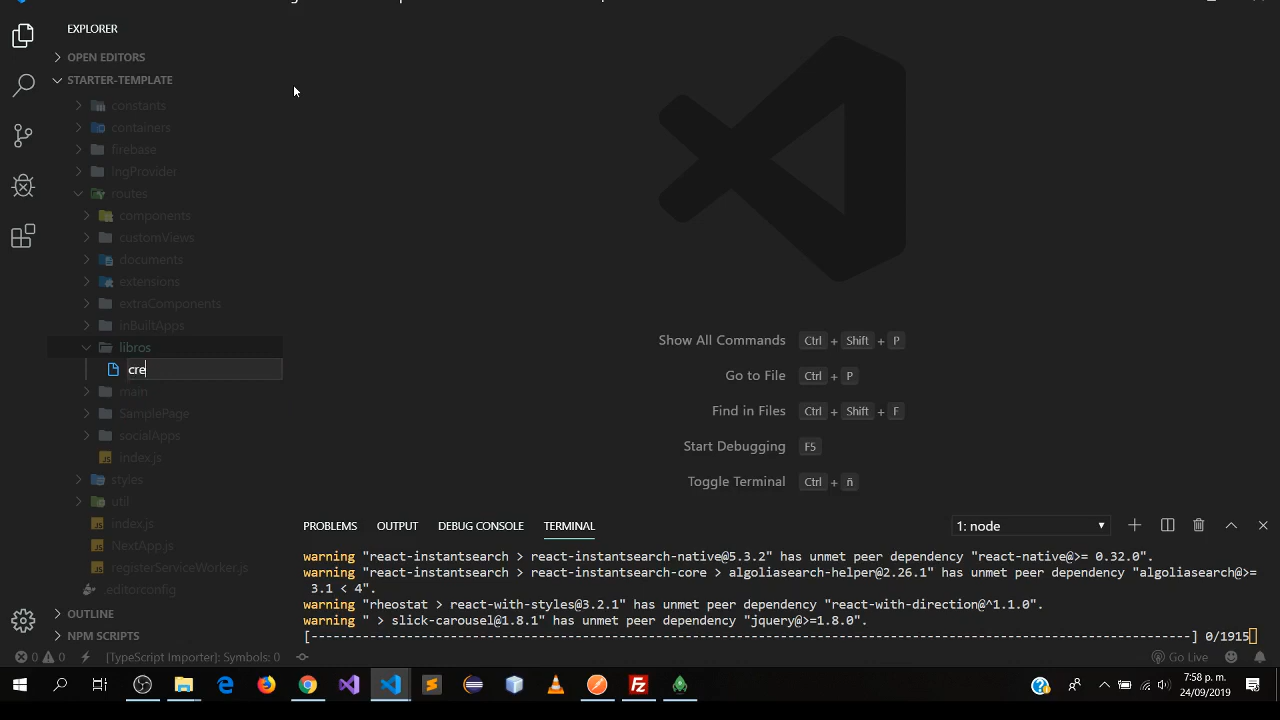 EXPLORER
OPEN EDITORS
STARTER-TEMPLATE
constants
containers
firebase
lngProvider
routes
components
customViews
documents
extensions
extraComponents
inBuiltApps
libros
cre
main
SamplePage
socialApps
index.js
styles
util
index.js
NextApp.js
registerServiceWorker.js
.editorconfig
OUTLINE
NPM SCRIPTS
Show All Commands Ctrl + Shift + P
Go to File Ctrl + P
Find in Files Ctrl + Shift + F
Start Debugging F5
Toggle Terminal Ctrl + ñ
PROBLEMS OUTPUT DEBUG CONSOLE TERMINAL 1: node
warning "react-instantsearch > react-instantsearch-native@5.3.2" has unmet peer dependency "react-native@>= 0.32.0".
warning "react-instantsearch > react-instantsearch-core > algoliasearch-helper@2.26.1" has unmet peer dependency "algoliasearch@>=
3.1 < 4".
warning "rheostat > react-with-styles@3.2.1" has unmet peer dependency "react-with-direction@^1.1.0".
warning " > slick-carousel@1.8.1" has unmet peer dependency "jquery@>=1.8.0".
[----------------------------------------------------------------------------------------------------------------------] 0/1915
0 0 [TypeScript Importer]: Symbols: 0 Go Live
7:58 p. m.
24/09/2019